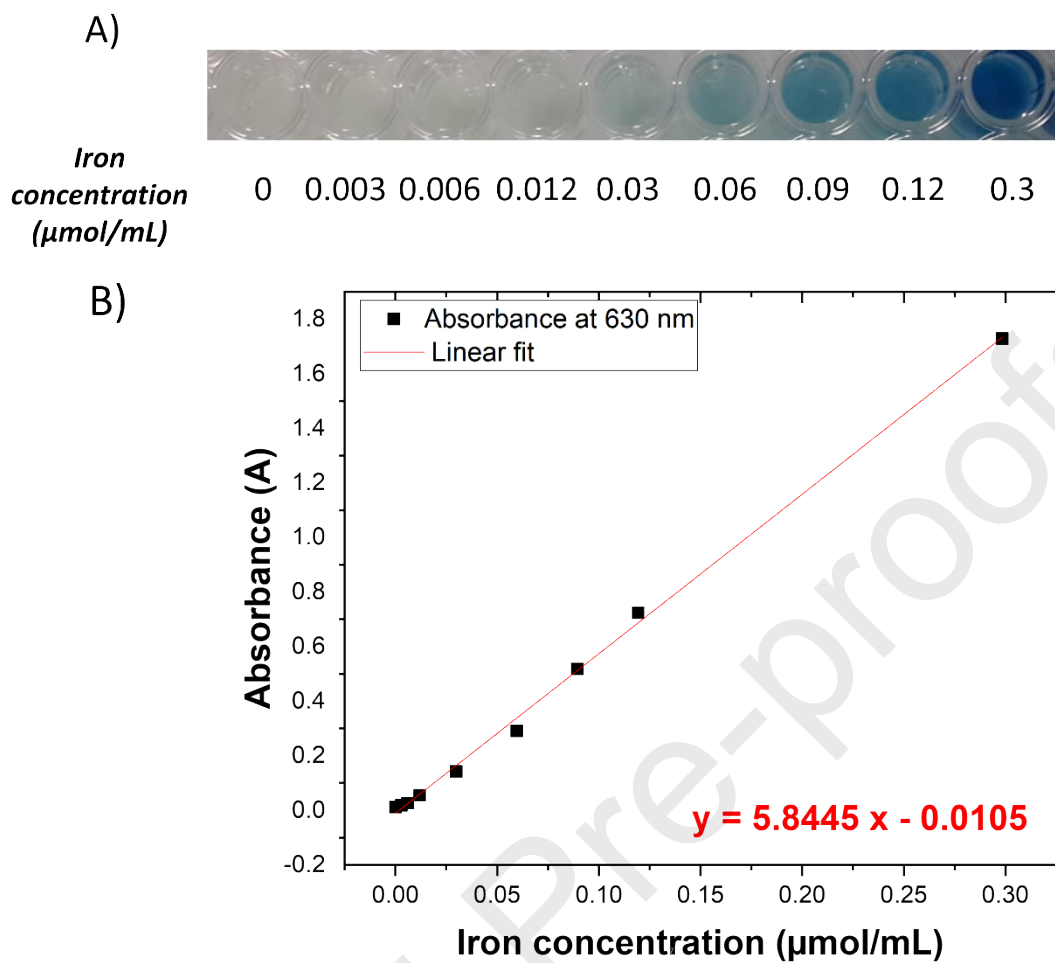 A)
Iron
concentration
(µmol/mL)
0 0.003 0.006 0.012 0.03 0.06 0.09 0.12 0.3
B)
1.8
1.6
1.4
1.2
1.0
0.8
0.6
0.4
0.2
0.0
-0.2
Absorbance (A)
Absorbance at 630 nm
Linear fit
y = 5.8445 x - 0.0105
0.00 0.05 0.10 0.15 0.20 0.25 0.30
Iron concentration (µmol/mL)
Pre-proof